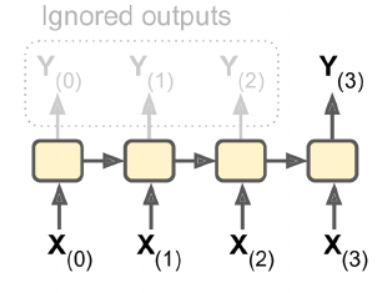 Ignored outputs
Y(0) Y(1) Y(2) Y(3)
X(0) X(1) X(2) X(3)